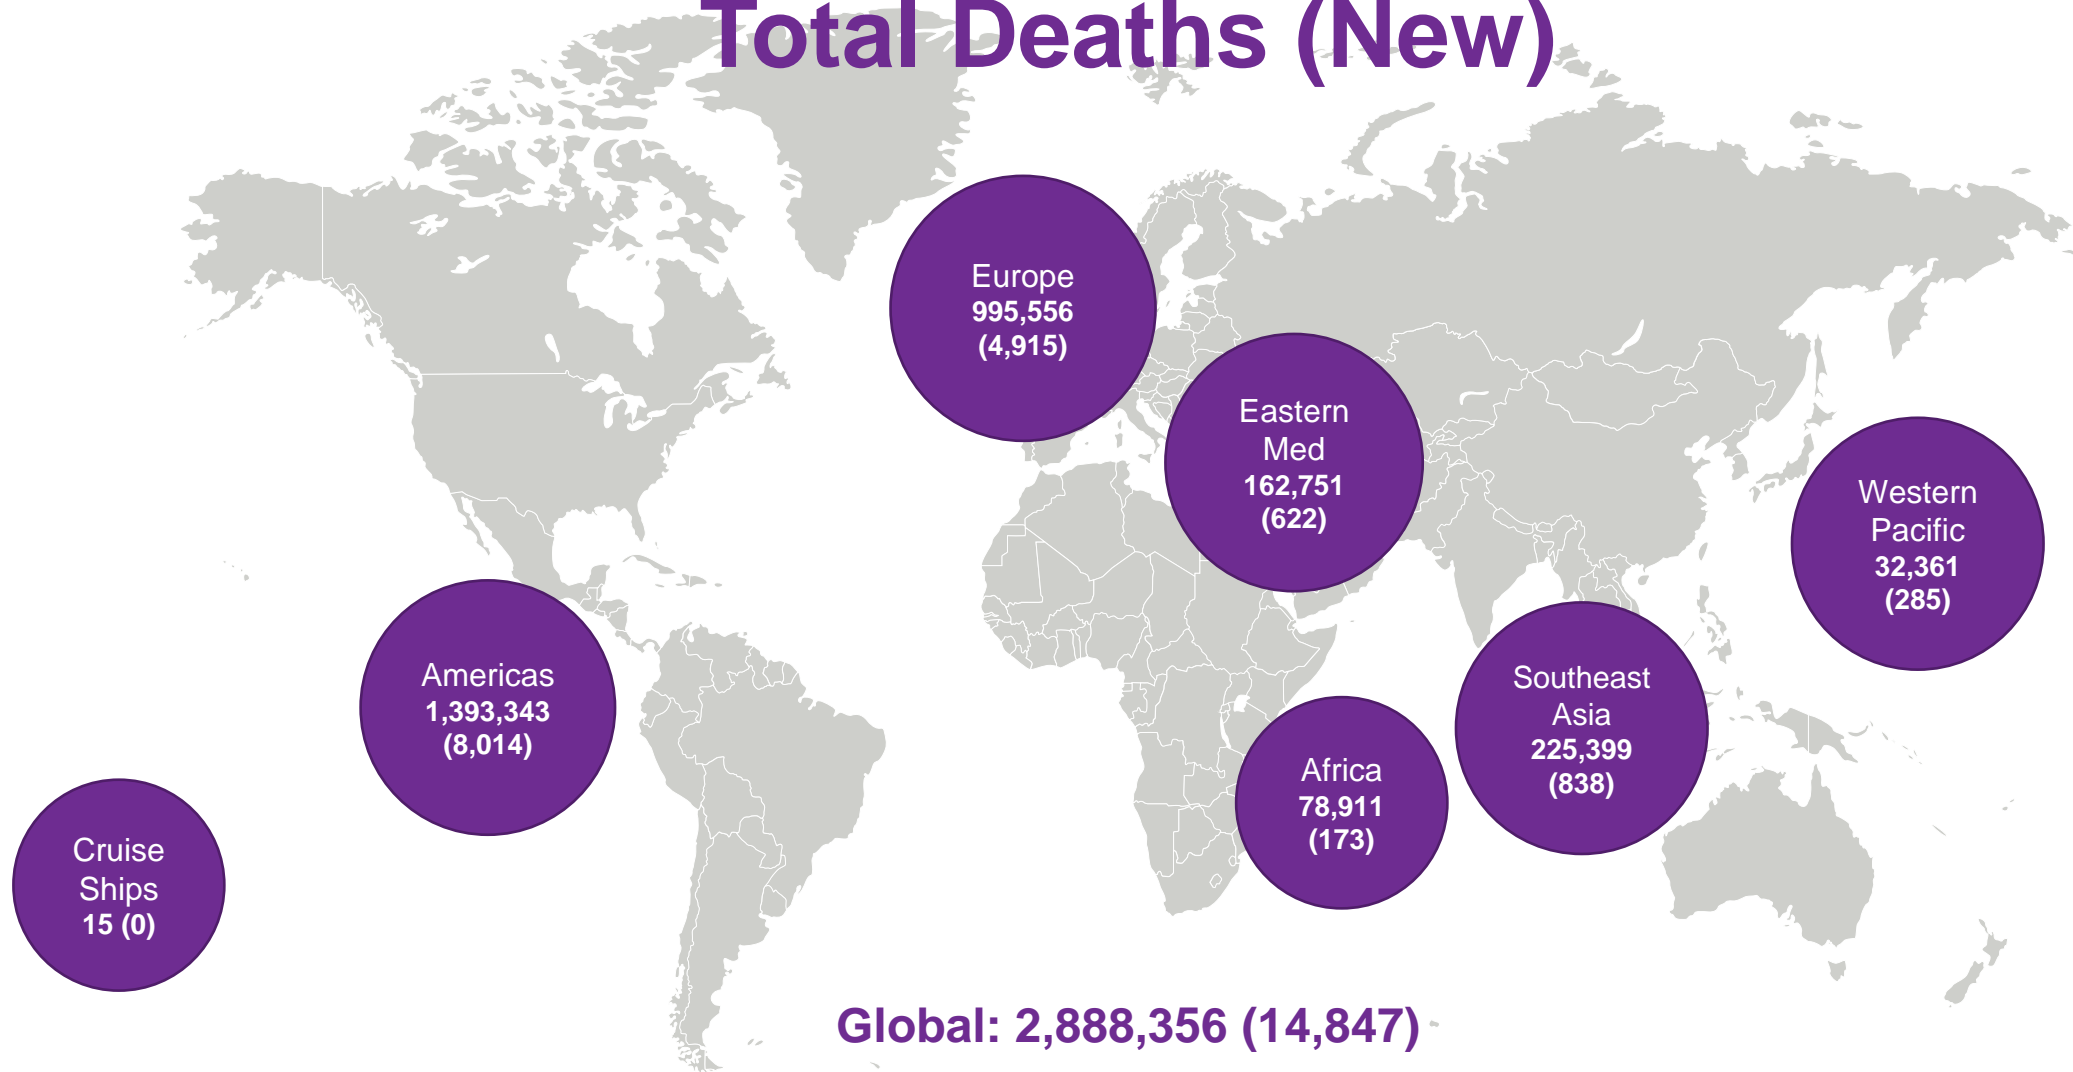 Total Deaths (New)
Europe
995,556
(4,915)
Eastern
Med
162,751
(622)
Western
Pacific
32,361
(285)
Americas
1,393,343
(8,014)
Southeast
Asia
225,399
(838)
Africa
78,911
(173)
Cruise
Ships
15 (0)
Global: 2,888,356 (14,847)